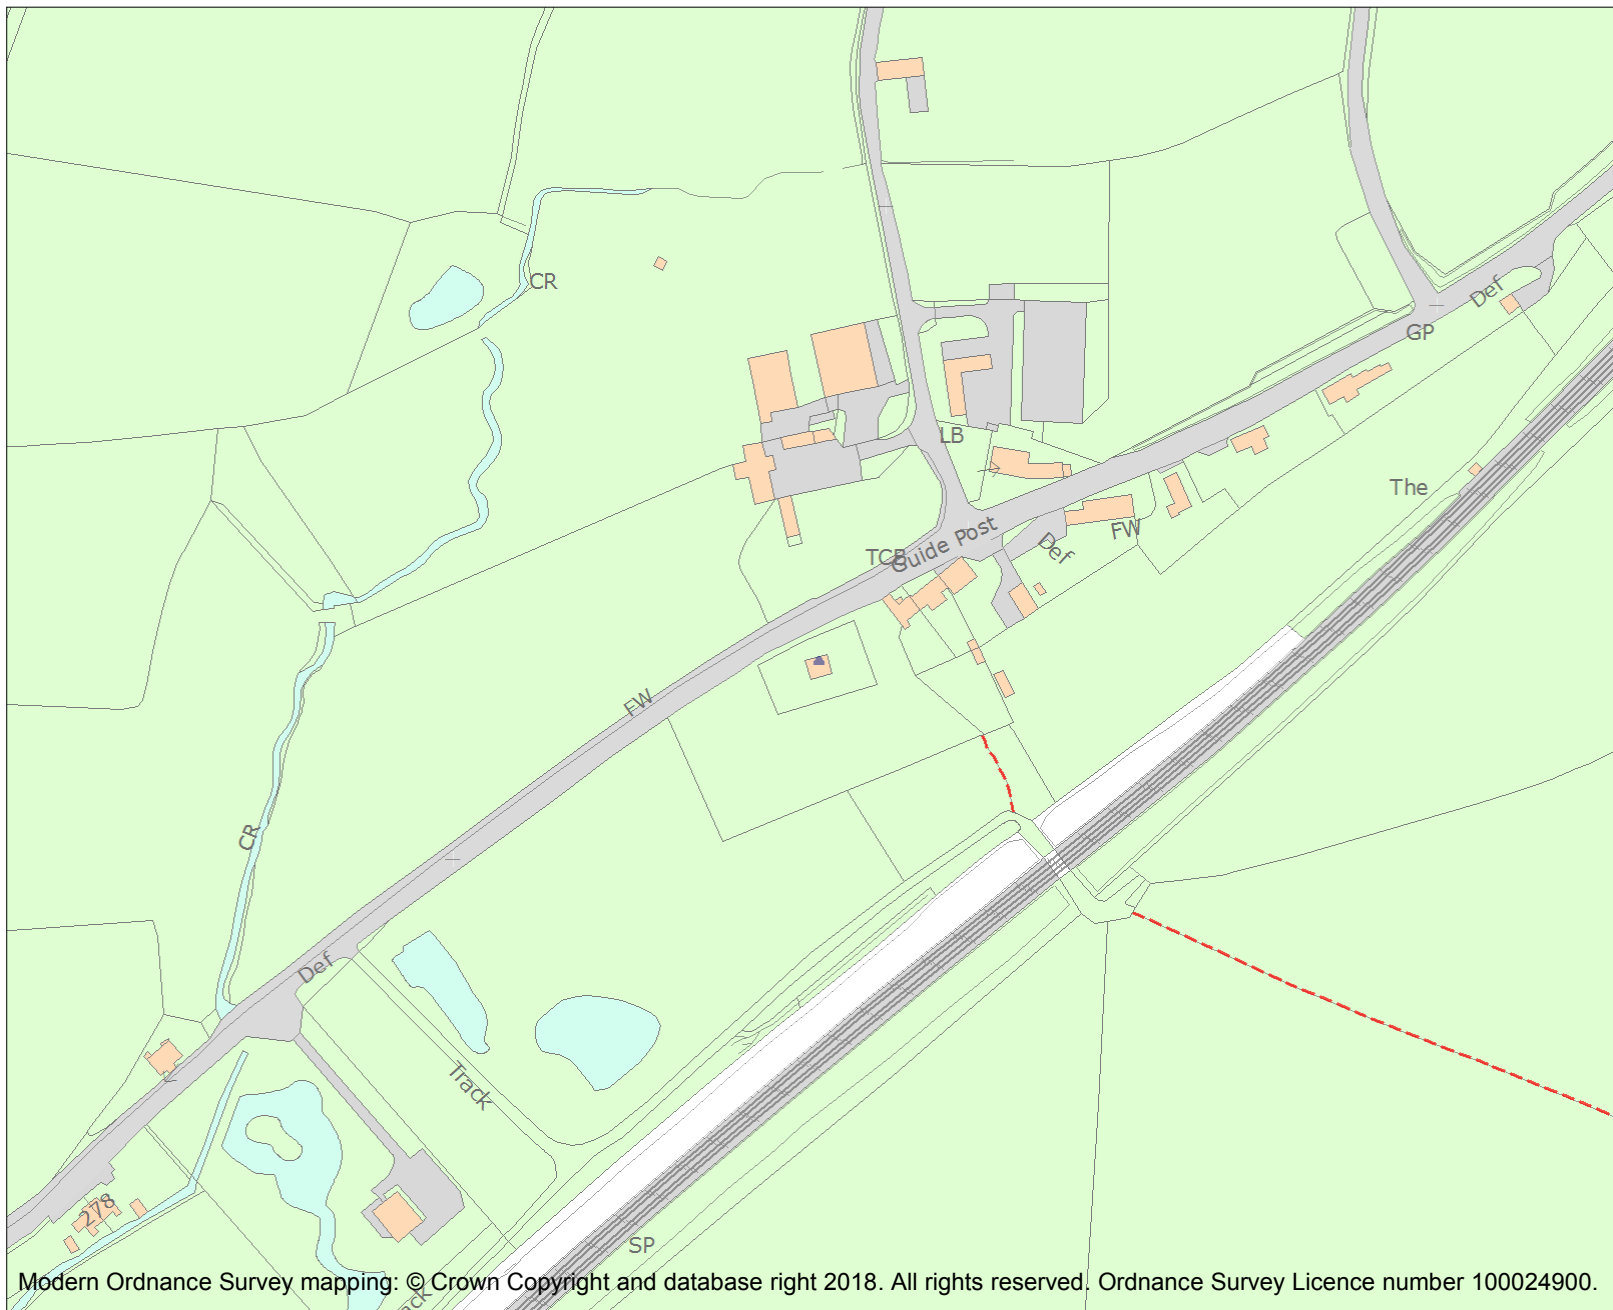 CR
Def
GP
LB
The
Guide Post
TCB
FW
Def
FW
CR
Def
Track
278
SP
Modern Ordnance Survey mapping: © Crown Copyright and database right 2018. All rights reserved. Ordnance Survey Licence number 100024900.